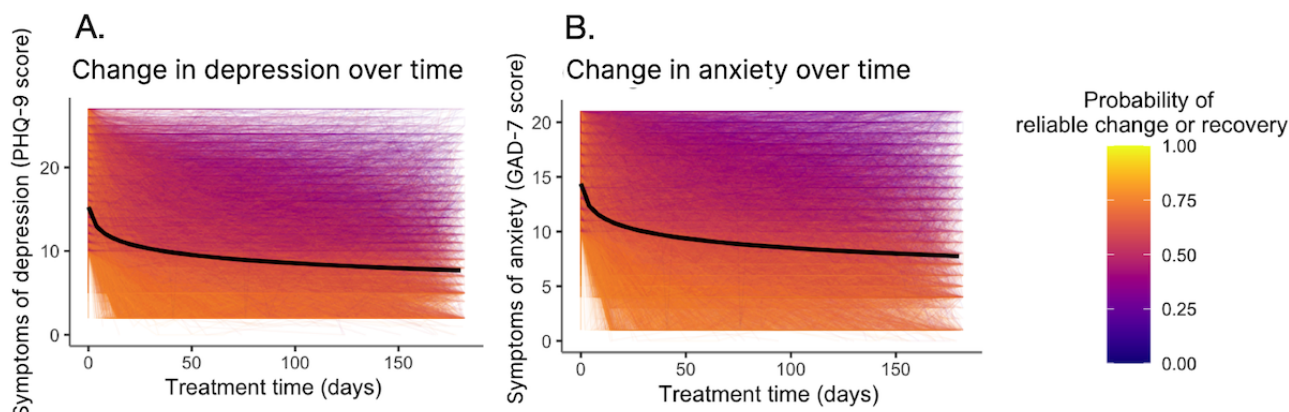 A.
Change in depression over time
Symptoms of depression (PHQ-9 score)
20
10
0
0
50
100
150
Treatment time (days)
B.
Change in anxiety over time
Symptoms of anxiety (GAD-7 score)
20
15
10
5
0
0
50
100
150
Treatment time (days)
Probability of
reliable change or recovery
1.00
0.75
0.50
0.25
0.00